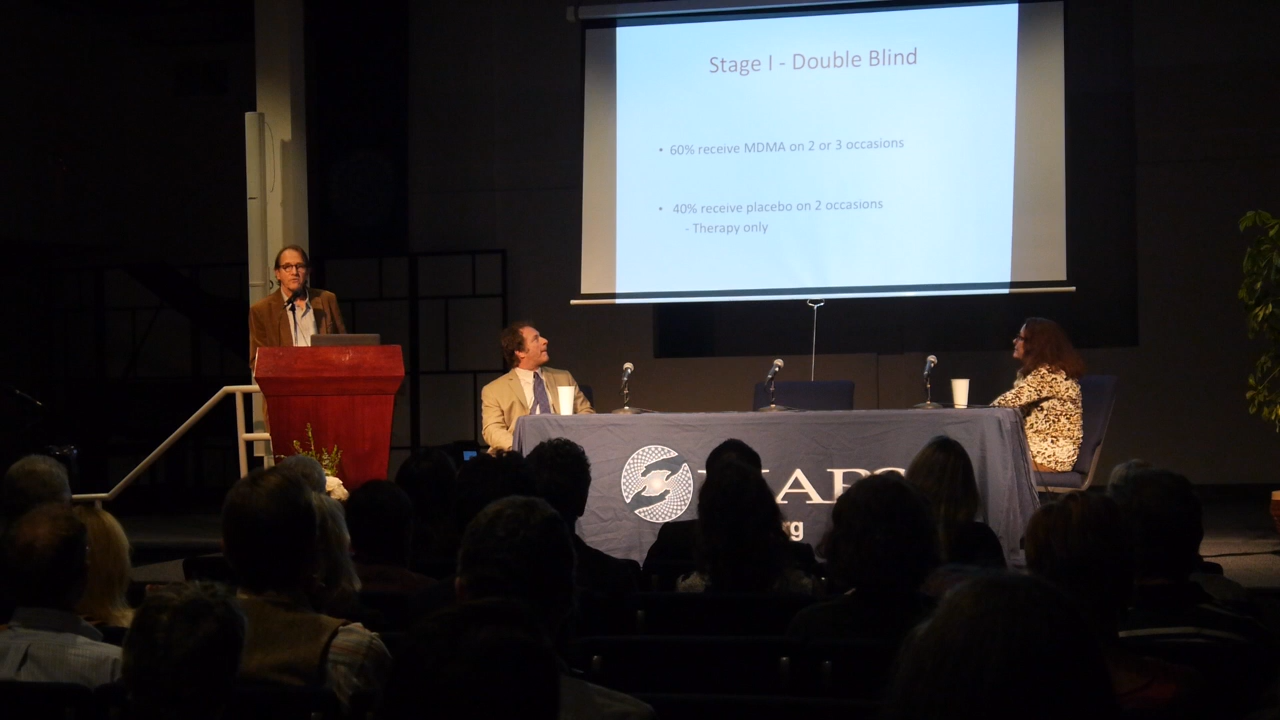 Stage I - Double Blind
• 60% receive MDMA on 2 or 3 occasions
• 40% receive placebo on 2 occasions
- Therapy only